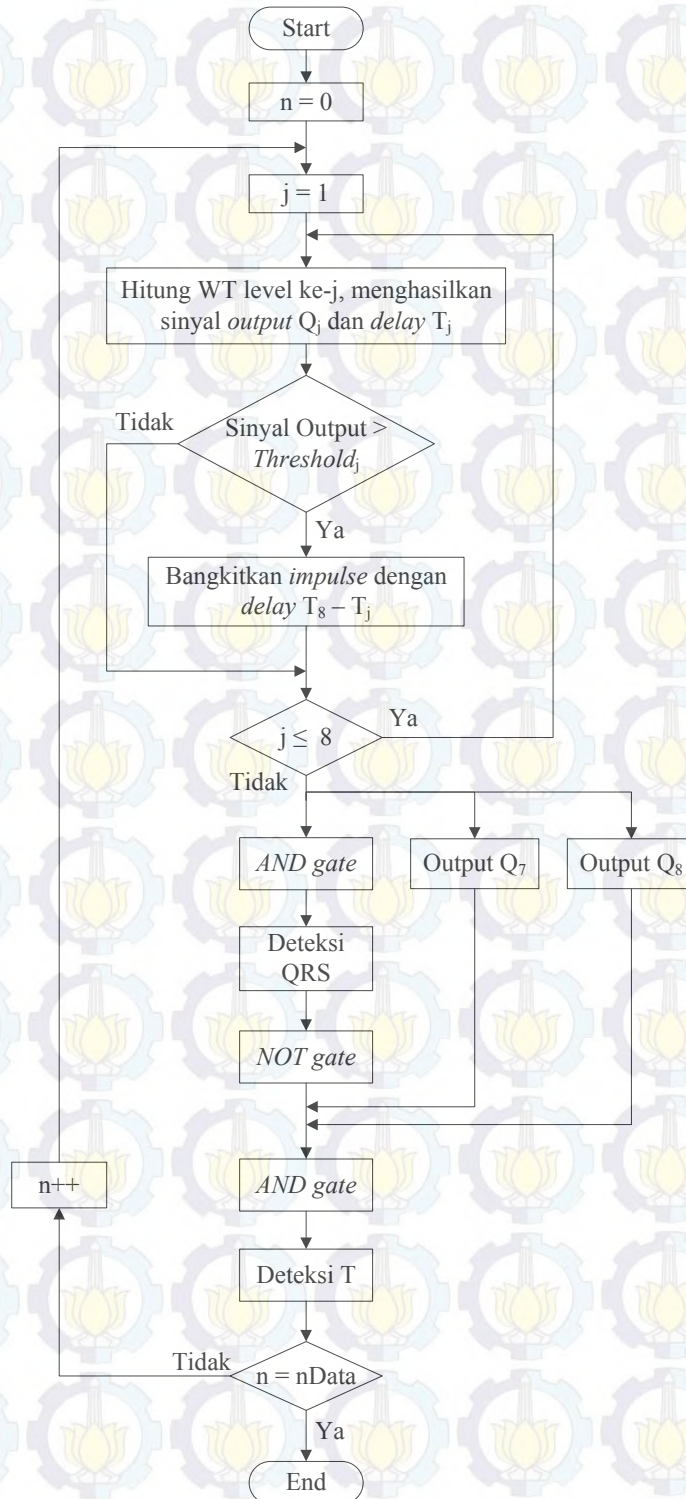 Start
n = 0
j = 1
Hitung WT level ke-j, menghasilkan
sinyal output Qj dan delay Tj
Tidak
Sinyal Output >
Thresholdj
Ya
Bangkitkan impulse dengan
delay T8 – Tj
j ≤ 8
Ya
Tidak
AND gate
Output Q7
Output Q8
Deteksi
QRS
NOT gate
n++
AND gate
Deteksi T
Tidak
n = nData
Ya
End